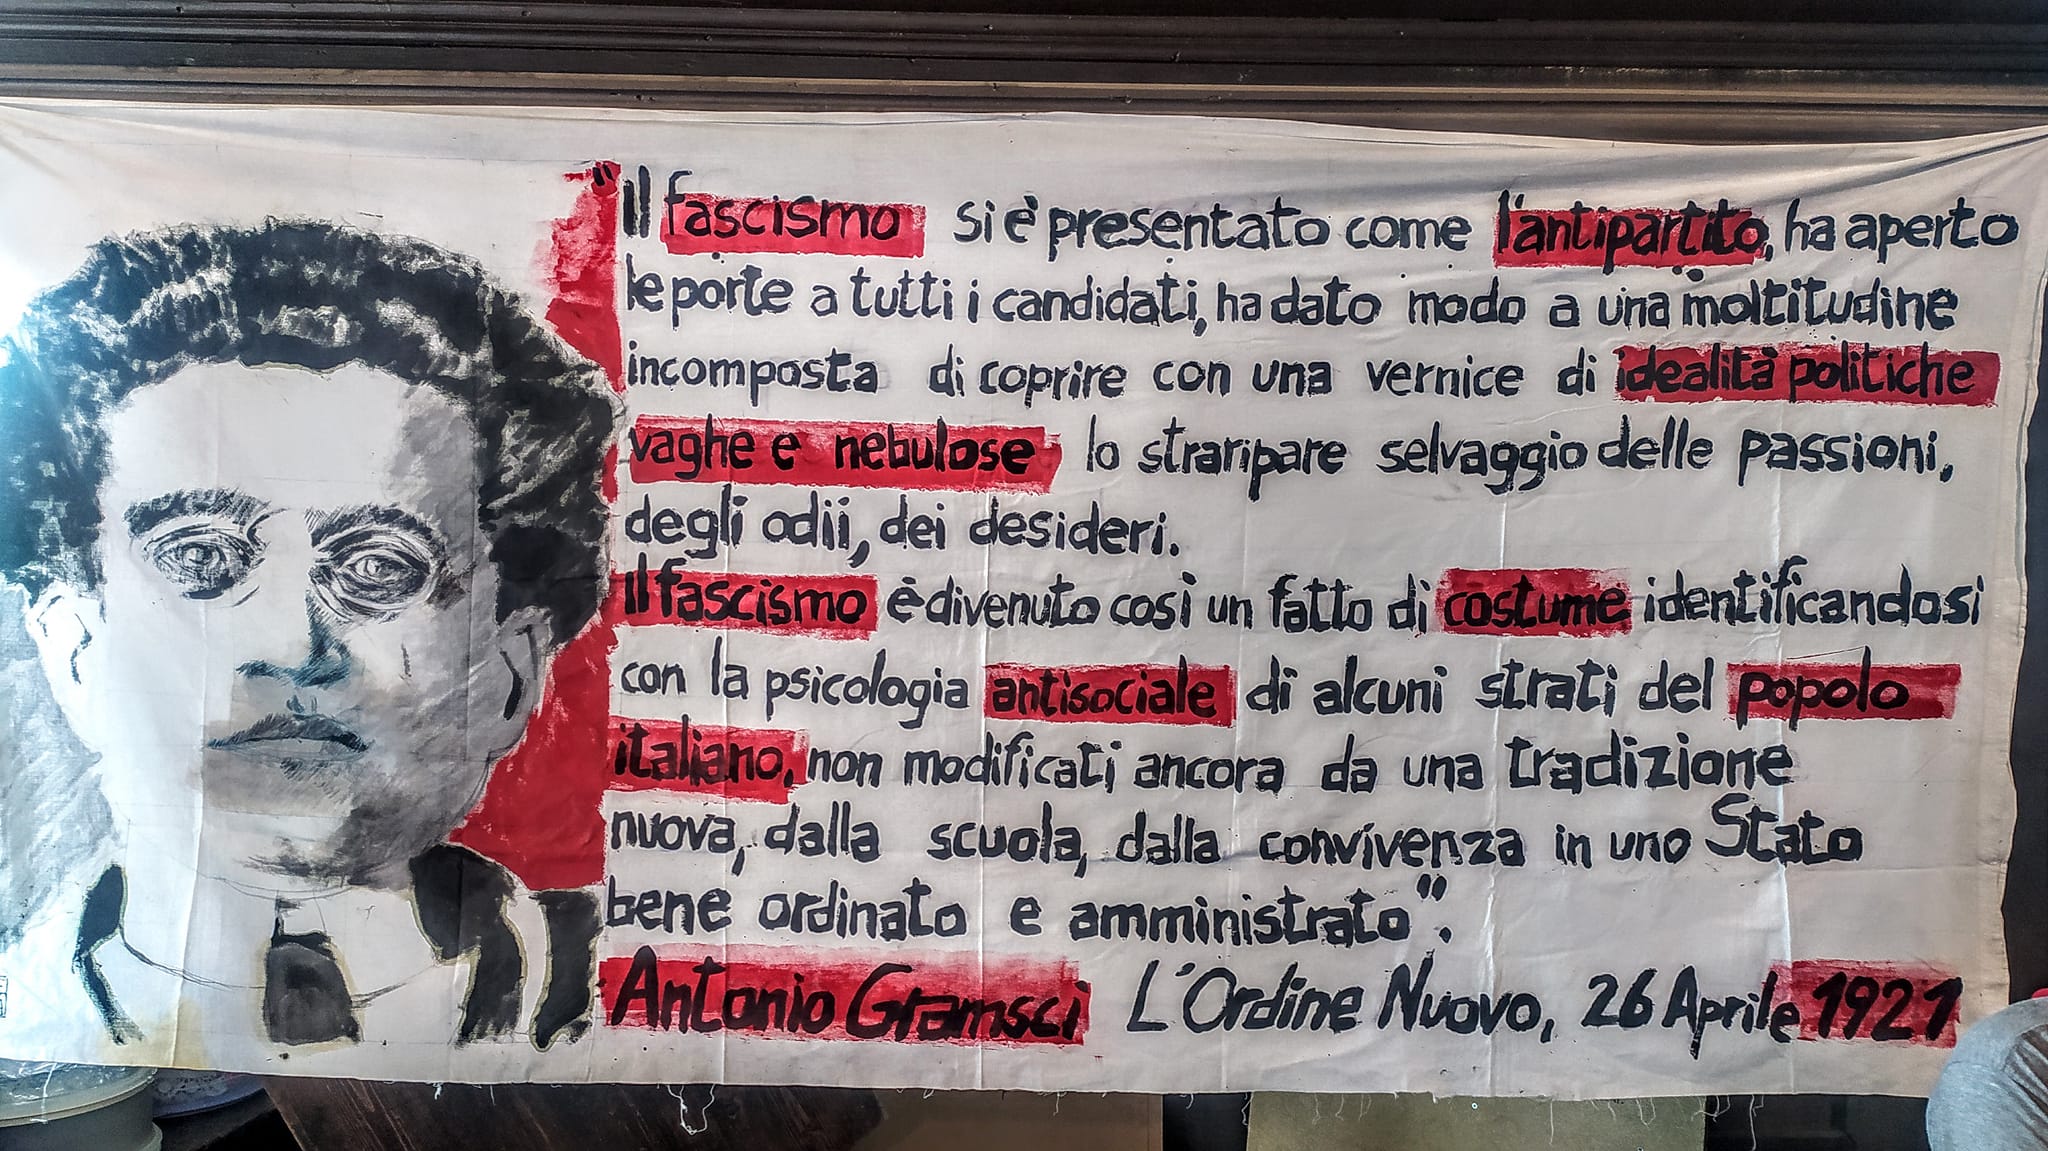 "Il fascismo si è presentato come l'antipartito, ha aperto
le porte a tutti i candidati, ha dato modo a una moltitudine
incomposta di coprire con una vernice di idealità politiche
vaghe e nebulose lo straripare selvaggio delle passioni,
degli odii, dei desideri.
Il fascismo è divenuto così un fatto di costume identificandosi
con la psicologia antisociale di alcuni strati del popolo
italiano, non modificati ancora da una tradizione
nuova, dalla scuola, dalla convivenza in uno Stato
bene ordinato e amministrato".
Antonio Gramsci L'Ordine Nuovo, 26 Aprile 1921